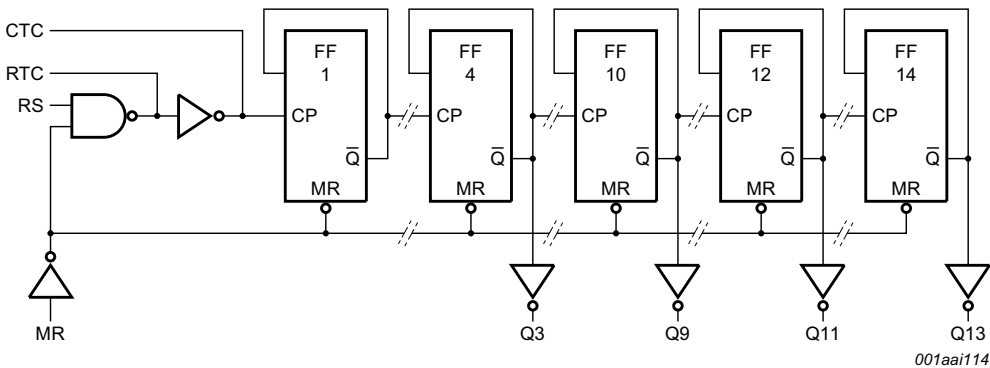 CTC
RTC
RS
FF
1
CP
Q̅
MR
FF
4
CP
Q̅
MR
FF
10
CP
Q̅
MR
FF
12
CP
Q̅
MR
FF
14
CP
Q̅
MR
MR
Q3
Q9
Q11
Q13
001aai114